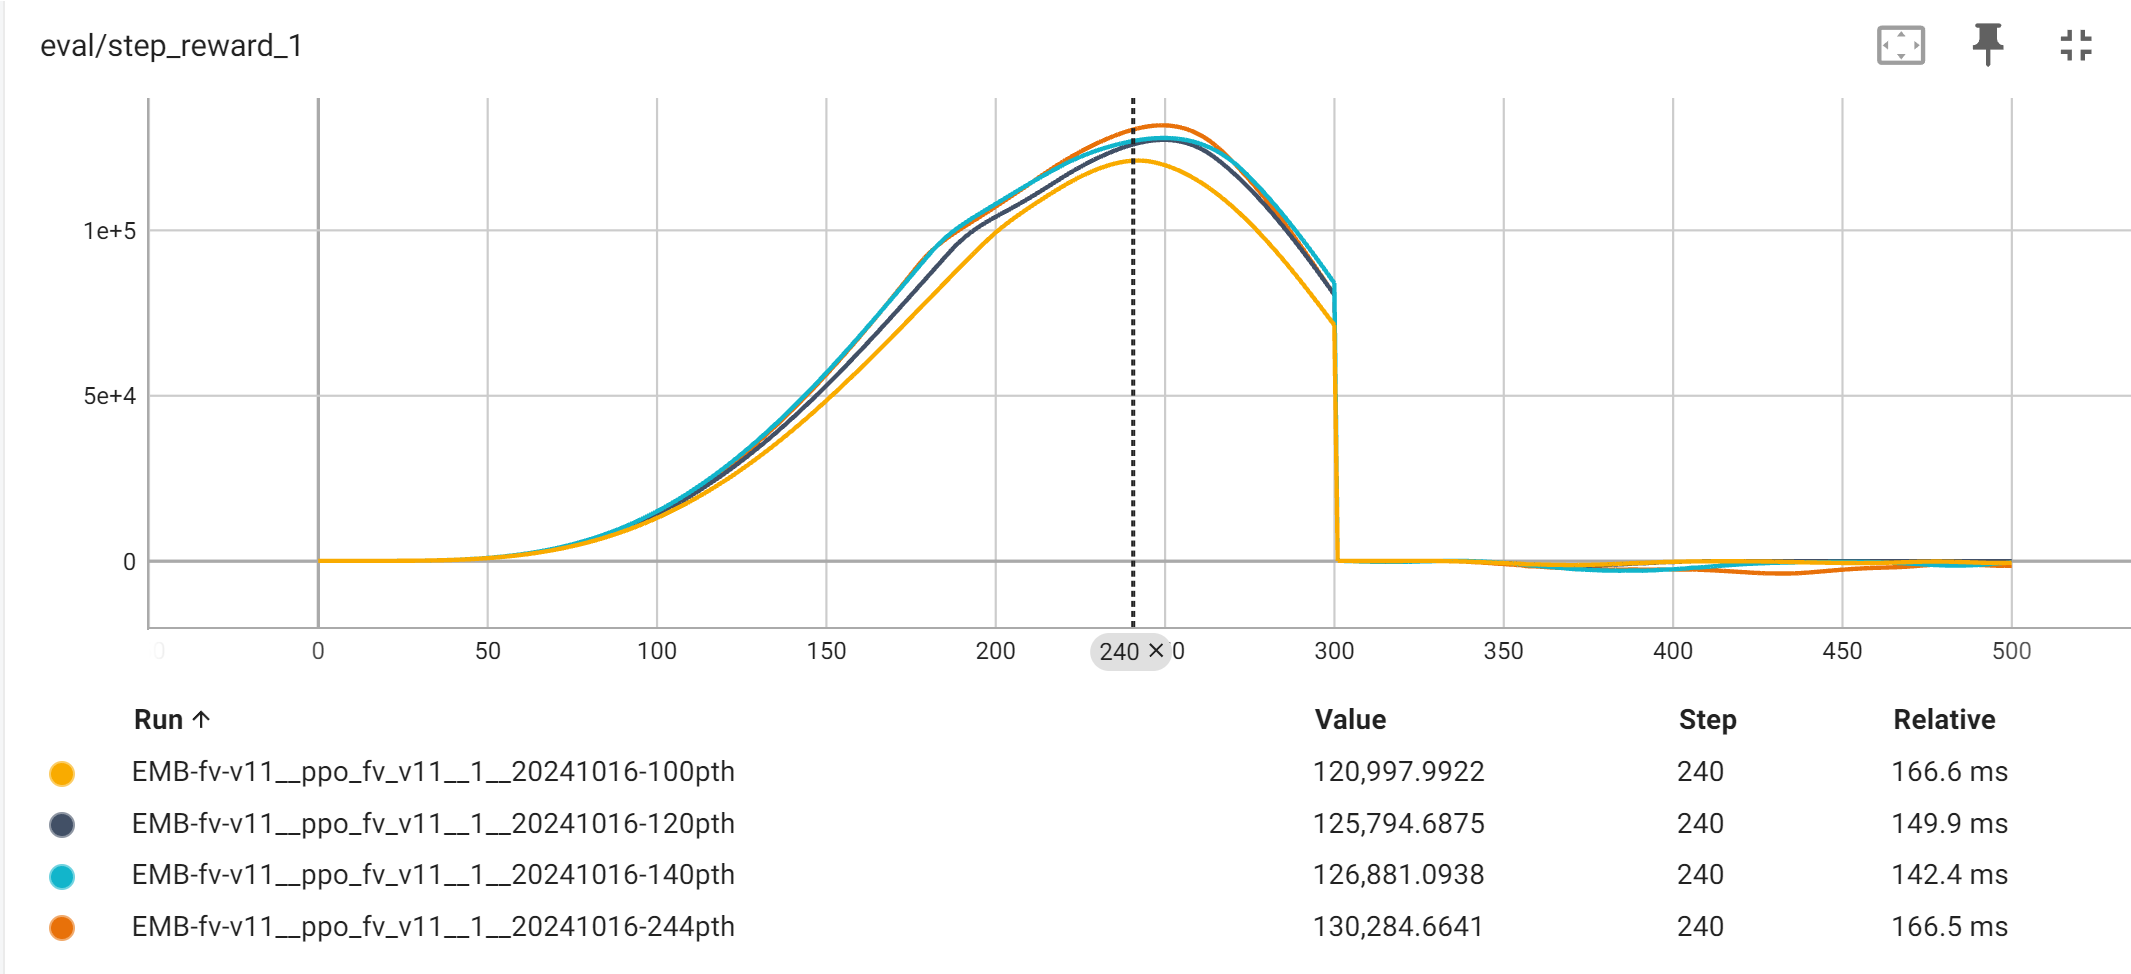 eval/step_reward_1
1e+5
5e+4
0
0 0 50 100 150 200 240 × 0 300 350 400 450 500
Run ↑ Value Step Relative
EMB-fv-v11__ppo_fv_v11__1__20241016-100pth 120,997.9922 240 166.6 ms
EMB-fv-v11__ppo_fv_v11__1__20241016-120pth 125,794.6875 240 149.9 ms
EMB-fv-v11__ppo_fv_v11__1__20241016-140pth 126,881.0938 240 142.4 ms
EMB-fv-v11__ppo_fv_v11__1__20241016-244pth 130,284.6641 240 166.5 ms